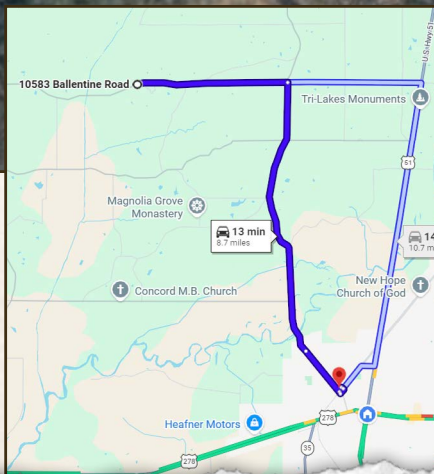 U.S. Hwy 51
10583 Ballentine Road
Tri-Lakes Monuments
51
Magnolia Grove
Monastery
13 min
8.7 miles
14
10.7 m
New Hope
Church of God
Concord M.B. Church
278
Heafner Motors
35
278